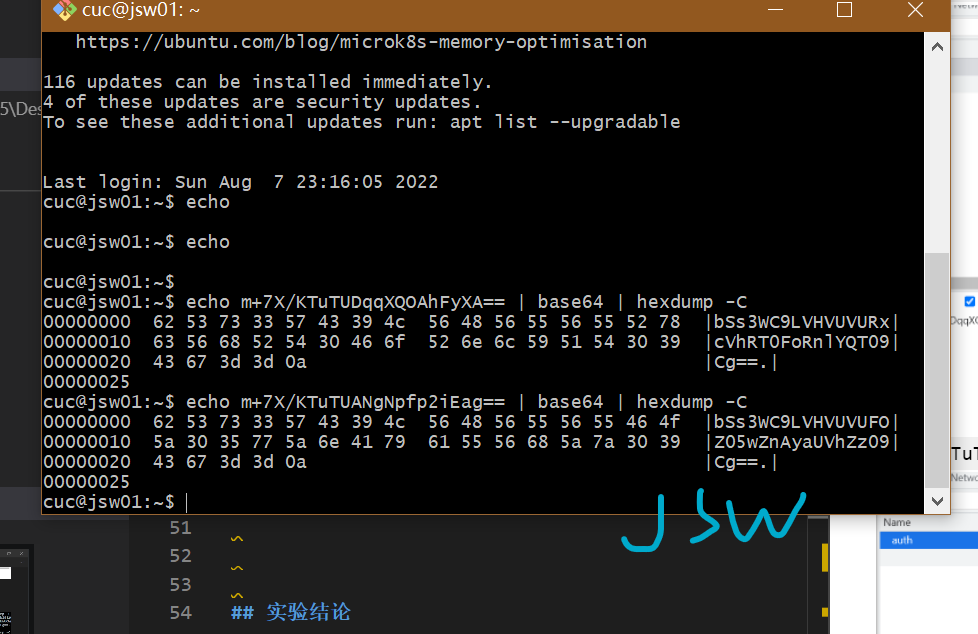 cuc@jsw01: ~
https://ubuntu.com/blog/microk8s-memory-optimisation
116 updates can be installed immediately.
4 of these updates are security updates.
To see these additional updates run: apt list --upgradable
Last login: Sun Aug  7 23:16:05 2022
cuc@jsw01:~$ echo
cuc@jsw01:~$ echo
cuc@jsw01:~$
cuc@jsw01:~$ echo m+7X/KTuTUDqqXQOAhFyXA== | base64 | hexdump -C
00000000  62 53 73 33 57 43 39 4c  56 48 56 55 56 55 52 78  |bSs3WC9LVHVUVURx|
00000010  63 56 68 52 54 30 46 6f  52 6e 6c 59 51 54 30 39  |cVhRT0FoRnlYQT09|
00000020  43 67 3d 3d 0a                                    |Cg==.|
00000025
cuc@jsw01:~$ echo m+7X/KTuTUANgNpfp2iEag== | base64 | hexdump -C
00000000  62 53 73 33 57 43 39 4c  56 48 56 55 56 55 46 4f  |bSs3WC9LVHVUVUFO|
00000010  5a 30 35 77 5a 6e 41 79  61 55 56 68 5a 7a 30 39  |Z05wZnAyaUVhZz09|
00000020  43 67 3d 3d 0a                                    |Cg==.|
00000025
cuc@jsw01:~$
JSW
5\Des
51
52
53
54 ## 实验结论
Name
auth